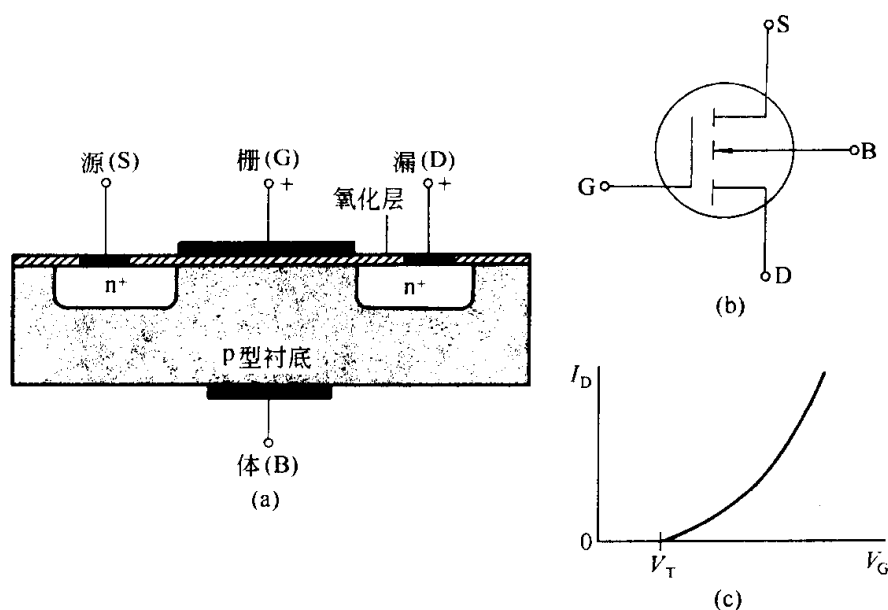 源(S)
栅(G)
漏(D)
+
+
氧化层
n⁺
n⁺
p型衬底
体(B)
(a)
S
G
B
D
(b)
I_D
0
V_T
V_G
(c)